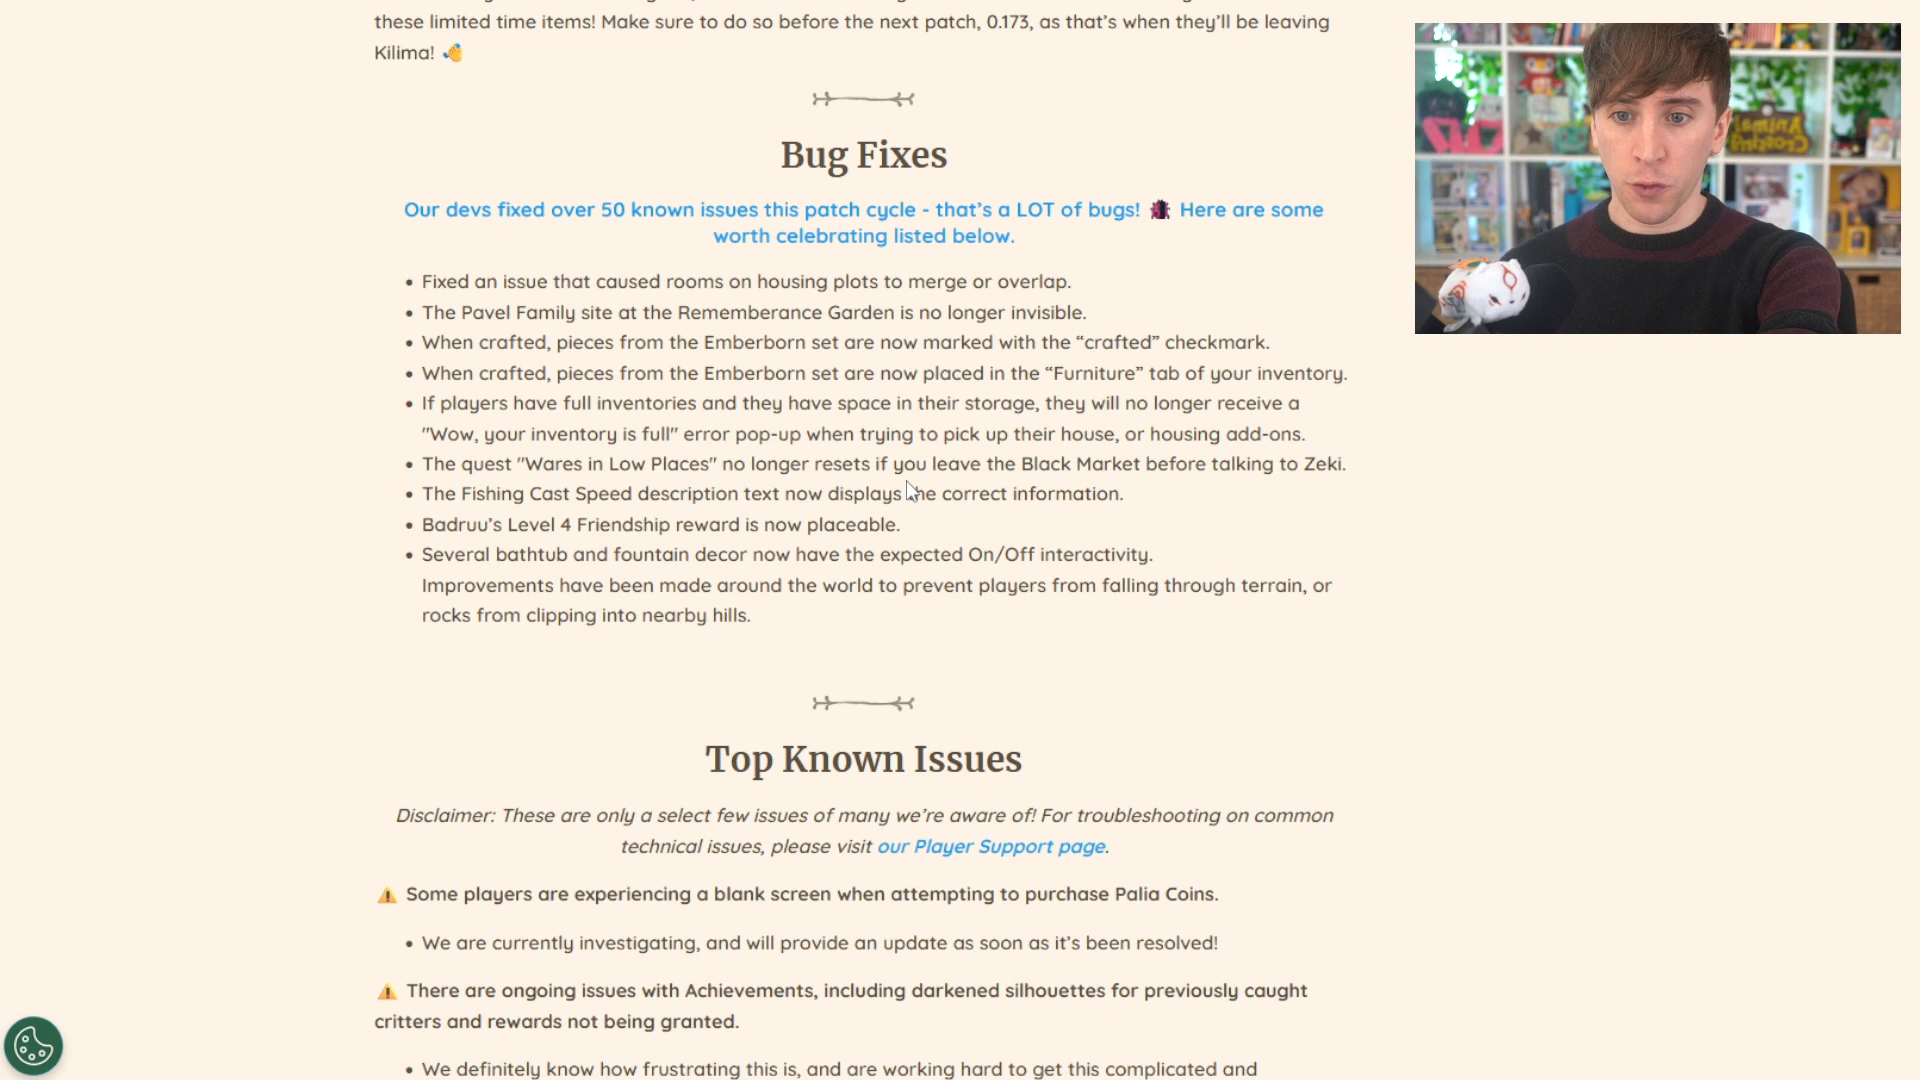 these limited time items! Make sure to do so before the next patch, 0.173, as that's when they'll be leaving
Kilima! 👋
Bug Fixes
Our devs fixed over 50 known issues this patch cycle - that's a LOT of bugs! 🐞 Here are some
worth celebrating listed below.
• Fixed an issue that caused rooms on housing plots to merge or overlap.
• The Pavel Family site at the Rememberance Garden is no longer invisible.
• When crafted, pieces from the Emberborn set are now marked with the “crafted” checkmark.
• When crafted, pieces from the Emberborn set are now placed in the “Furniture” tab of your inventory.
• If players have full inventories and they have space in their storage, they will no longer receive a
"Wow, your inventory is full" error pop-up when trying to pick up their house, or housing add-ons.
• The quest "Wares in Low Places" no longer resets if you leave the Black Market before talking to Zeki.
• The Fishing Cast Speed description text now displays the correct information.
• Badruu’s Level 4 Friendship reward is now placeable.
• Several bathtub and fountain decor now have the expected On/Off interactivity.
Improvements have been made around the world to prevent players from falling through terrain, or
rocks from clipping into nearby hills.
Top Known Issues
Disclaimer: These are only a select few issues of many we’re aware of! For troubleshooting on common
technical issues, please visit our Player Support page.
⚠️ Some players are experiencing a blank screen when attempting to purchase Palia Coins.
• We are currently investigating, and will provide an update as soon as it’s been resolved!
⚠️ There are ongoing issues with Achievements, including darkened silhouettes for previously caught
critters and rewards not being granted.
• We definitely know how frustrating this is, and are working hard to get this complicated and
Animal
Crossing